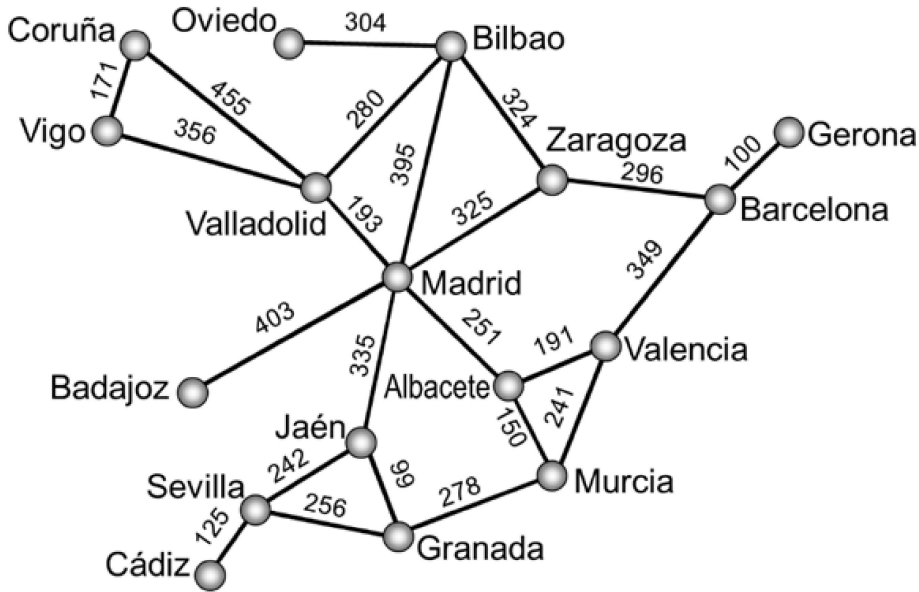 Oviedo
304
Coruña
Bilbao
171
455
280
324
Vigo
356
395
Zaragoza
Gerona
100
296
Valladolid
193
325
Barcelona
349
Madrid
403
251
191
Valencia
335
Badajoz
Albacete
241
150
Jaén
242
99
Sevilla
256
278
Murcia
125
Granada
Cádiz